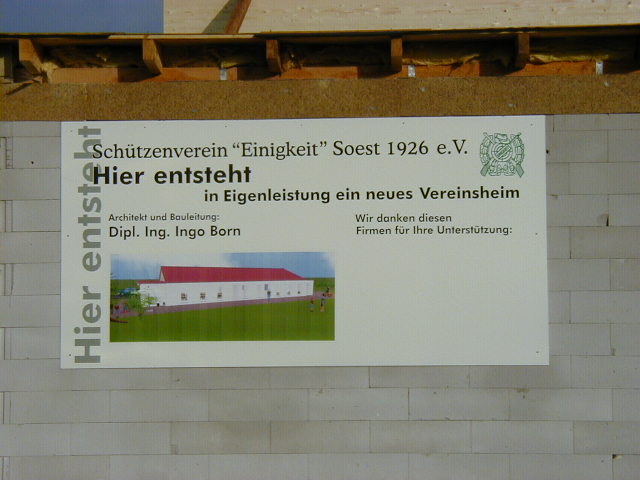 Schützenverein "Einigkeit" Soest 1926 e.V.
Hier entsteht
Hier entsteht
in Eigenleistung ein neues Vereinsheim
Architekt und Bauleitung:
Dipl. Ing. Ingo Born
Wir danken diesen
Firmen für Ihre Unterstützung: